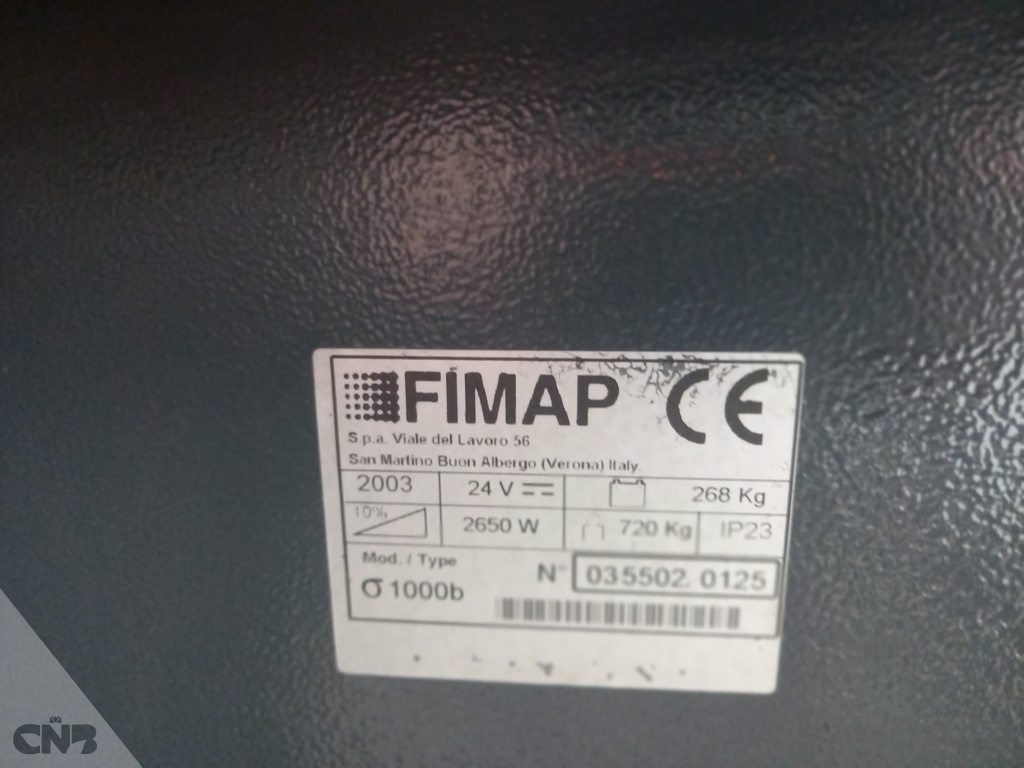 FIMAP CE
S.p.a. Viale del Lavoro 56
San Martino Buon Albergo (Verona) Italy.
2003 24 V 268 Kg
10% 2650 W 720 Kg IP23
Mod. / Type
σ 1000b N° 035502. 0125
CNB